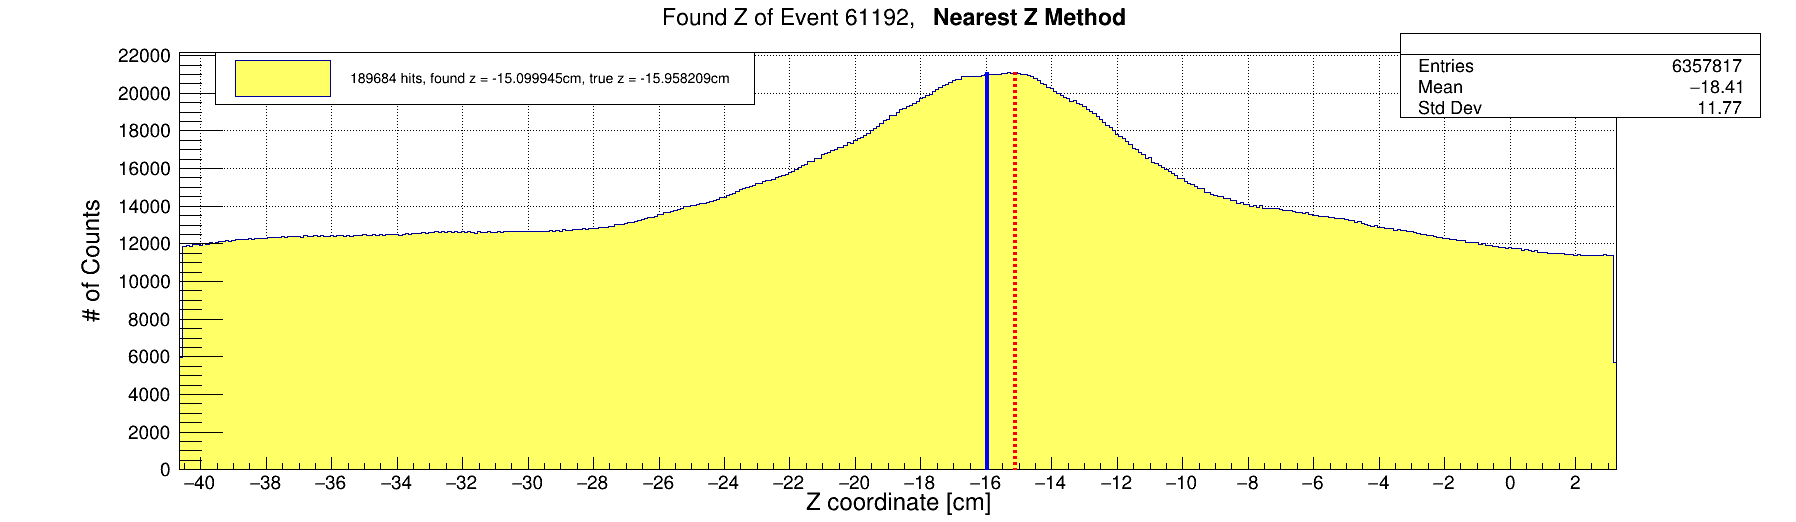 Found Z of Event 61192, Nearest Z Method
189684 hits, found z = -15.099945cm, true z = -15.958209cm
Entries 6357817
Mean −18.41
Std Dev 11.77
# of Counts
22000
20000
18000
16000
14000
12000
10000
8000
6000
4000
2000
0
−40 −38 −36 −34 −32 −30 −28 −26 −24 −22 −20 −18 −16 −14 −12 −10 −8 −6 −4 −2 0 2
Z coordinate [cm]